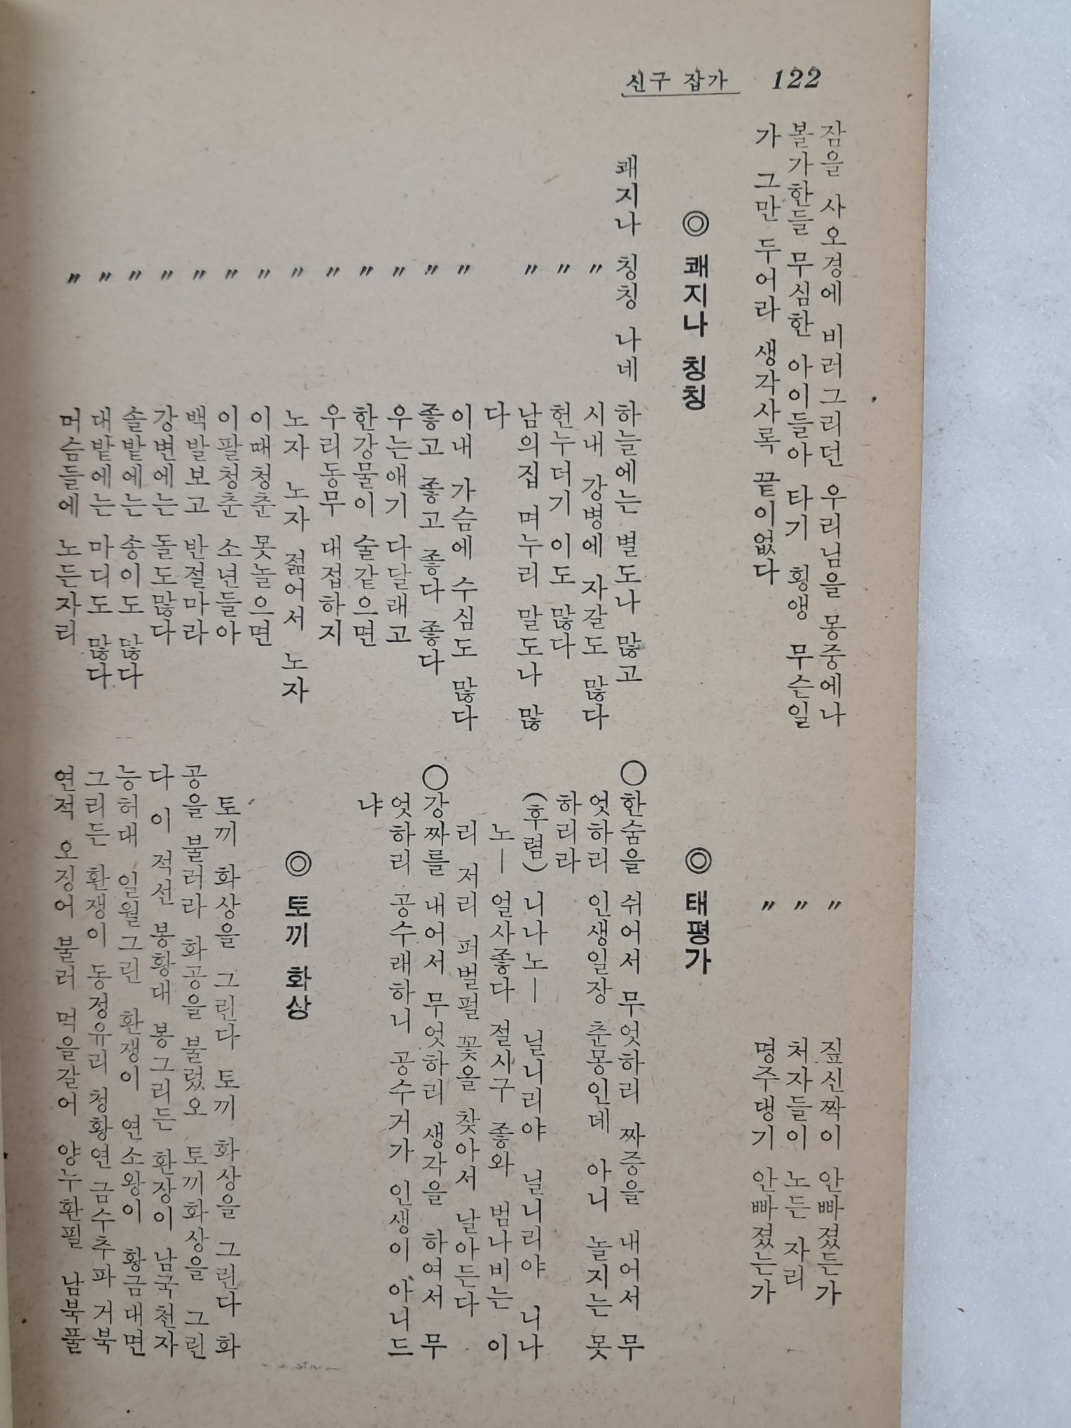 신구 잡가 122
잠을 사오경에 비러그리던 우리님을 몽중에나
볼가한들 무심한 아이들아 타기 횡앵 무슨일
가 그만 두어라 생각사록 끝이없다
◎ 쾌지나 칭칭
쾌지나 칭칭 나네 하늘에는 별도나 많고
〃 시내 강병에 자갈도 많다
〃 헌누더기 이도 많다
〃 남의집 며누리 말도나 많
다
〃 이내 가슴에 수심도 많다
〃 좋고 좋고 좋다 좋다
〃 우는애기 다달래고
〃 한강물이 술같으면
〃 우리동무 대접하지
〃 노자 노자 젊어서 노자
〃 이때청춘 못놀으면
〃 이팔청춘 소년들아
〃 백발보고 반절마라
〃 강변에는 돌도많다
〃 솔밭에는 송이도 많다
〃 대밭에는 마디도 많다
〃 머슴들에 노든자리
〃 짚신짝이 안빠졌든가
〃 처자들이 노든 자리
〃 명주댕기 안빠졌든가
◎ 태평가
○한숨을 쉬어서 무엇하리 짜증을 내어서 무
엇하리 인생일장 춘몽인데 아니 놀지는 못
하리라
(후렴) 니나노― 닐니리야 닐니리야 니나
노― 얼사좋다 절사구 좋와 범나비는 이
리 저리 퍼벌펄 꽃을 찾아서 날아든다
○강짜를 내어서 무엇하리 생각을 하여서 무
엇하리 공수래하니 공수거가 인생이 아니드
냐
◎ 토끼 화상
토끼 화상을 그린다 토끼 화상을 그린다 화
공을 불러라 화공을 불렀오 토끼화상을 그린
다 이 적선 봉황대 봉그리든 환장이 남국천자
능허대 일월그린 환쟁이 연소왕이 황금대면
그리든 환쟁이 동정유리 청황연 금수추파 거북
연적 오징어 불러 먹을갈어 양누환필 남북풀